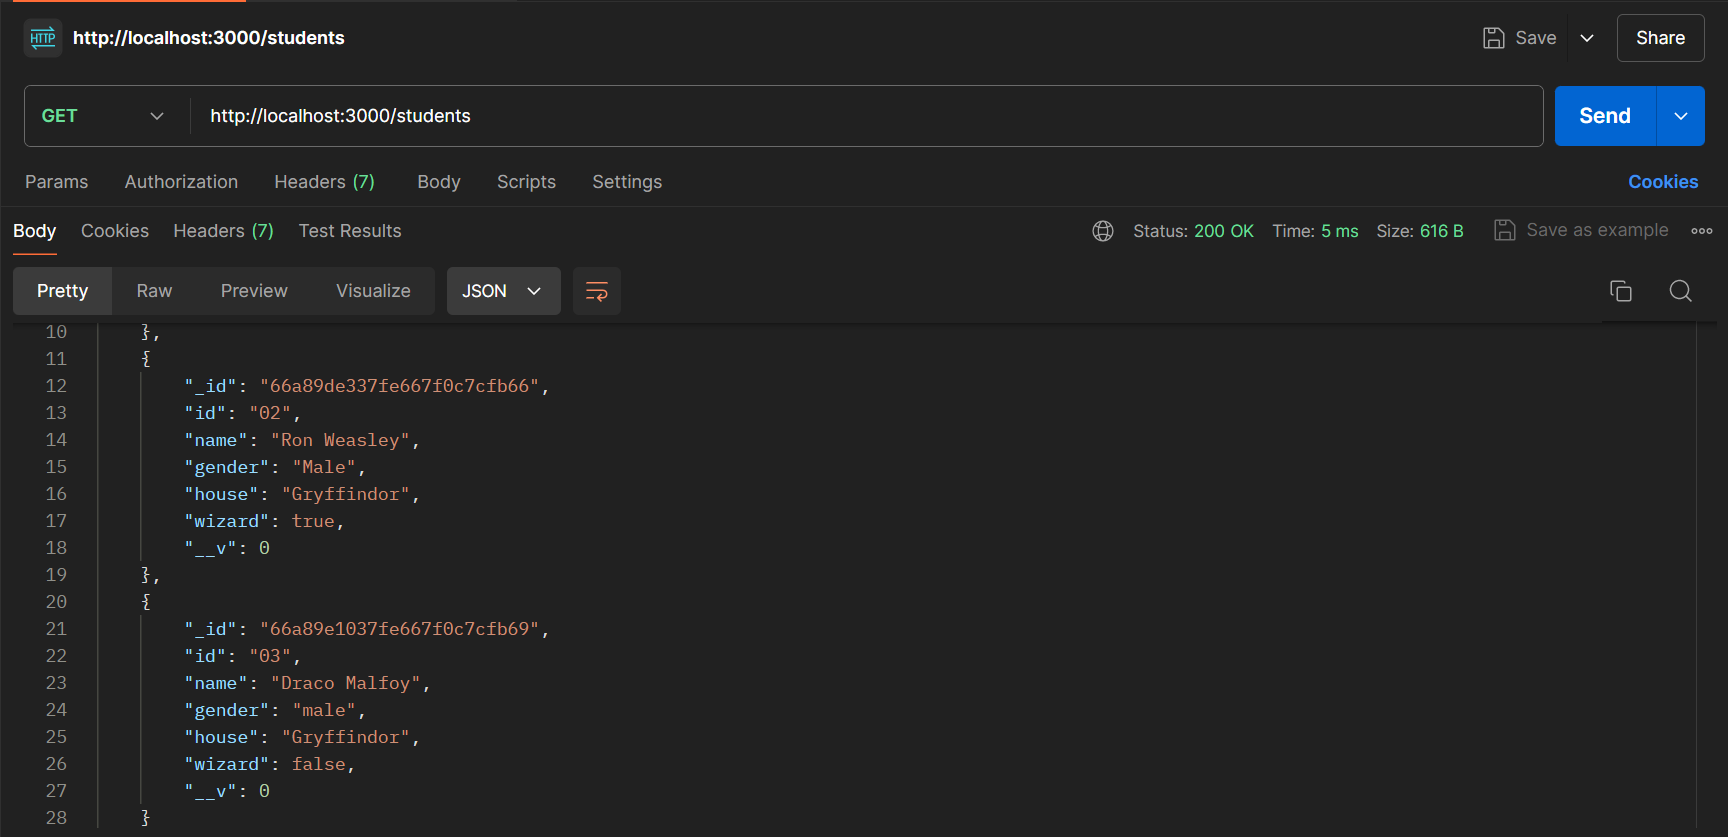 HTTP http://localhost:3000/students Save Share
GET http://localhost:3000/students Send
Params Authorization Headers (7) Body Scripts Settings Cookies
Body Cookies Headers (7) Test Results Status: 200 OK Time: 5 ms Size: 616 B Save as example
Pretty Raw Preview Visualize JSON
10 },
11 {
12 "_id": "66a89de337fe667f0c7cfb66",
13 "id": "02",
14 "name": "Ron Weasley",
15 "gender": "Male",
16 "house": "Gryffindor",
17 "wizard": true,
18 "__v": 0
19 },
20 {
21 "_id": "66a89e1037fe667f0c7cfb69",
22 "id": "03",
23 "name": "Draco Malfoy",
24 "gender": "male",
25 "house": "Gryffindor",
26 "wizard": false,
27 "__v": 0
28 }